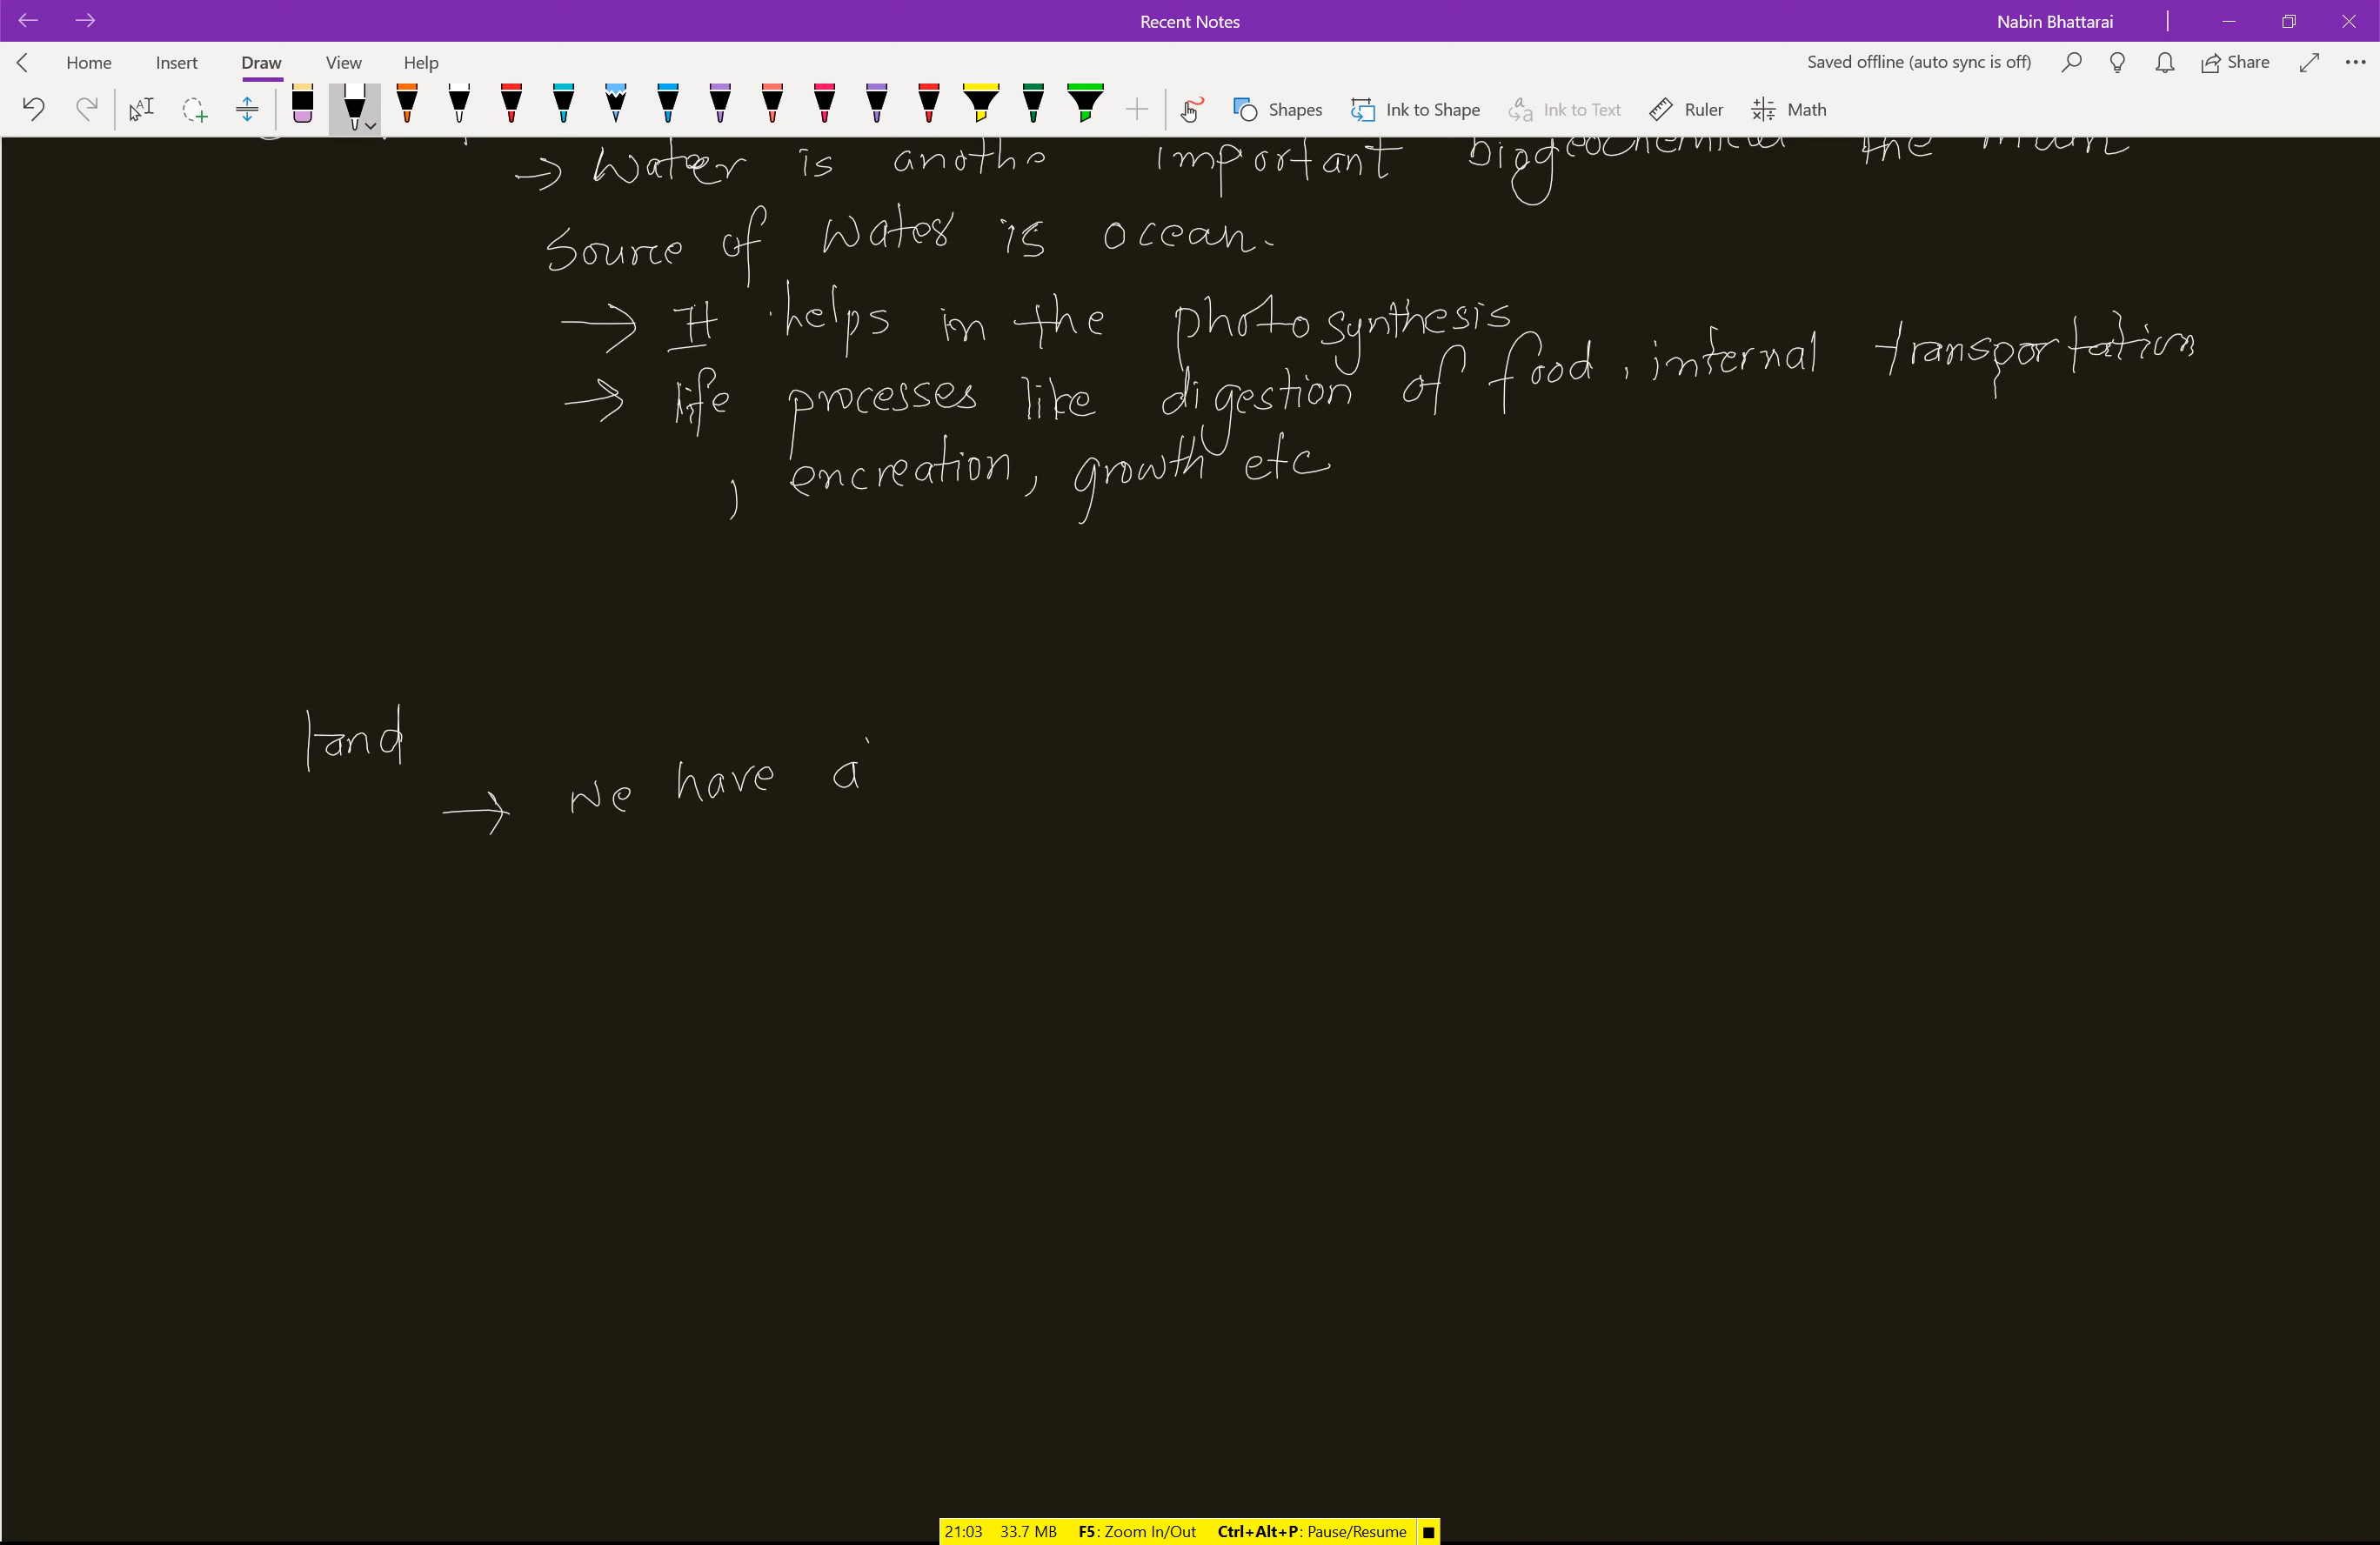 Recent Notes
Nabin Bhattarai
Home Insert Draw View Help
Saved offline (auto sync is off) Share
Shapes Ink to Shape Ink to Text Ruler Math
→ Water is anothe important biogeochemical the main
source of water is ocean.
→ It helps in the photosynthesis
→ life processes like digestion of food, internal transportation
, encreation, growth etc
land
→ We have a
21:03 33.7 MB F5: Zoom In/Out Ctrl+Alt+P: Pause/Resume